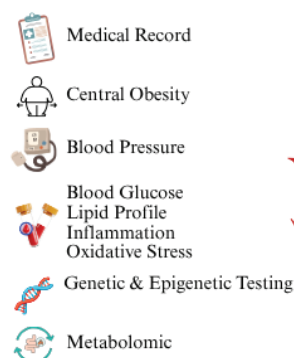 Medical Record
Central Obesity
Blood Pressure
Blood Glucose
Lipid Profile
Inflammation
Oxidative Stress
Genetic & Epigenetic Testing
Metabolomic